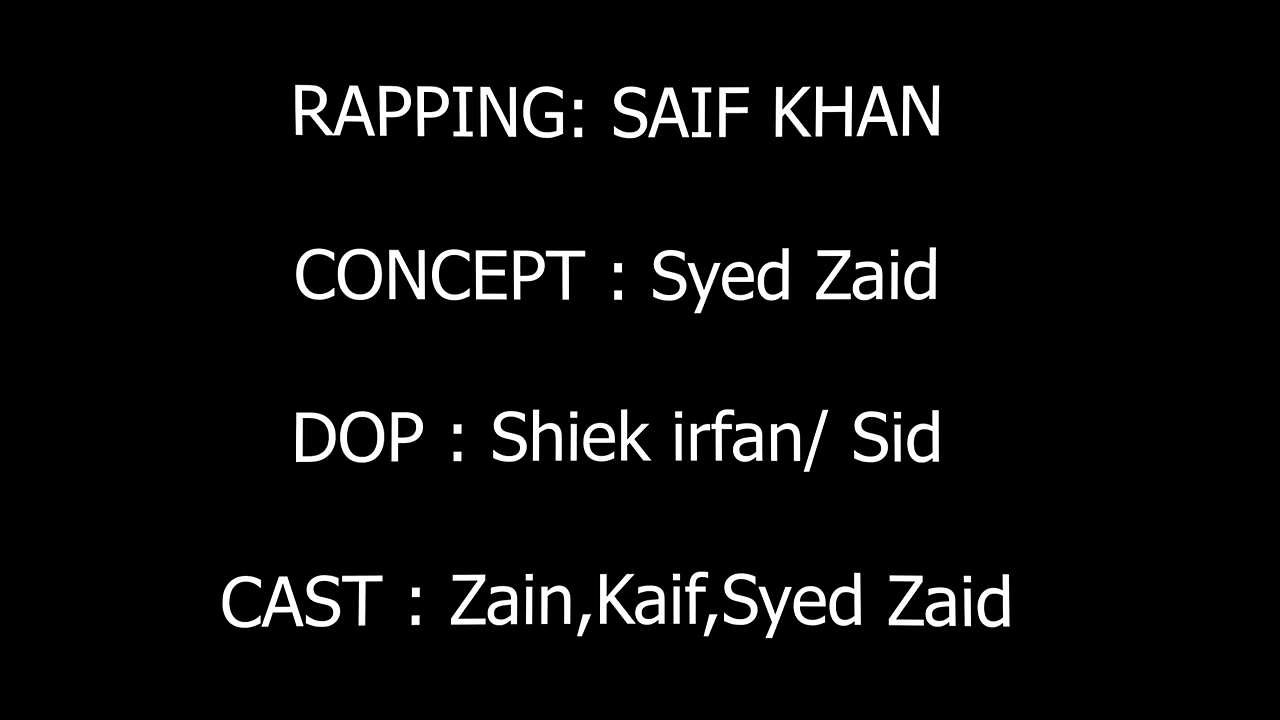 RAPPING: SAIF KHAN
CONCEPT : Syed Zaid
DOP : Shiek irfan/ Sid
CAST : Zain,Kaif,Syed Zaid